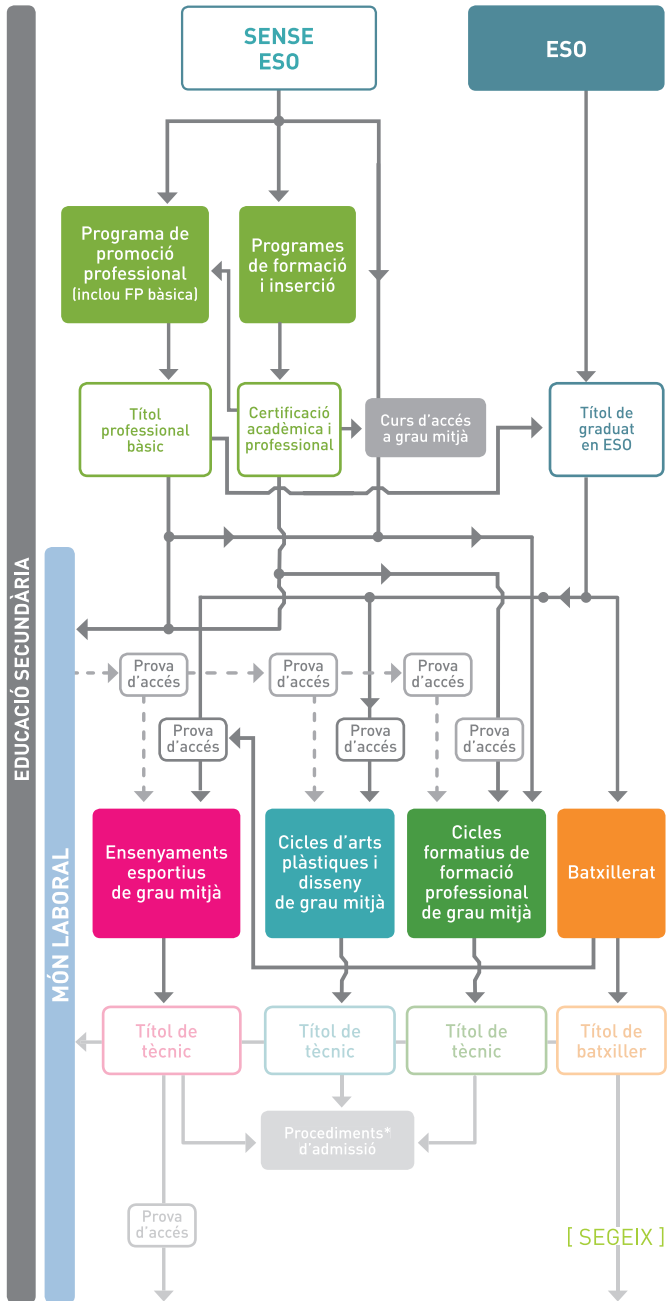 SENSE
ESO
ESO
Programa de
promoció
professional
(inclou FP bàsica)
Programes
de formació
i inserció
Títol
professional
bàsic
Certificació
acadèmica i
professional
Curs d'accés
a grau mitjà
Títol de
graduat
en ESO
EDUCACIÓ SECUNDÀRIA
MÓN LABORAL
Prova
d'accés
Prova
d'accés
Prova
d'accés
Prova
d'accés
Prova
d'accés
Prova
d'accés
Ensenyaments
esportius
de grau mitjà
Cicles d'arts
plàstiques i
disseny
de grau mitjà
Cicles
formatius de
formació
professional
de grau mitjà
Batxillerat
Títol de
tècnic
Títol de
tècnic
Títol de
tècnic
Títol de
batxiller
Procediments*
d'admissió
Prova
d'accés
[ SEGEIX ]